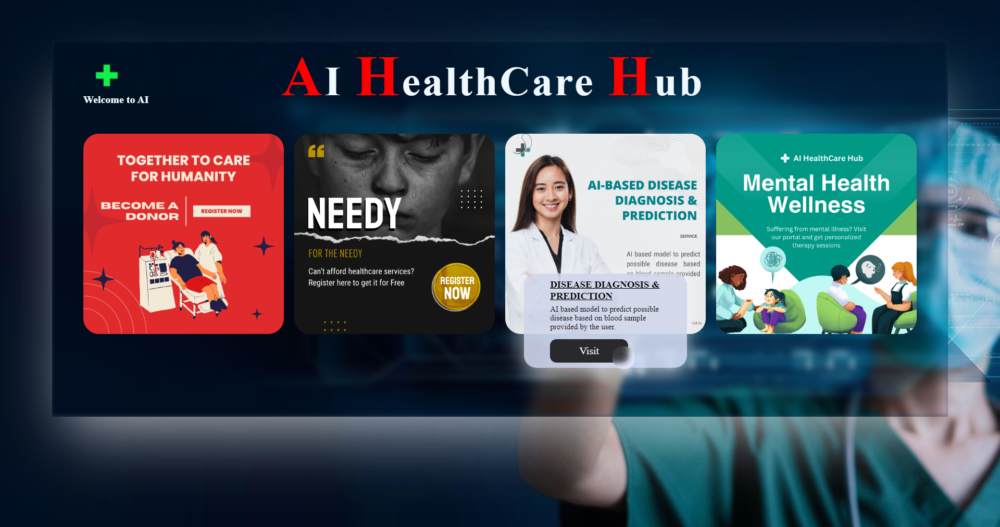 AI HealthCare Hub
Welcome to AI
TOGETHER TO CARE
FOR HUMANITY
BECOME A
DONOR
REGISTER NOW
NEEDY
FOR THE NEEDY
Can't afford healthcare services?
Register here to get it for Free
REGISTER
NOW
AI-BASED DISEASE
DIAGNOSIS &
PREDICTION
SERVICE
AI based model to predict
possible disease based
on blood sample provided
Call Us
DISEASE DIAGNOSIS &
PREDICTION
AI based model to predict possible
disease based on blood sample
provided by the user.
Visit
AI HealthCare Hub
Mental Health
Wellness
Suffering from mental illness? Visit
our portal and get personalized
therapy sessions
84